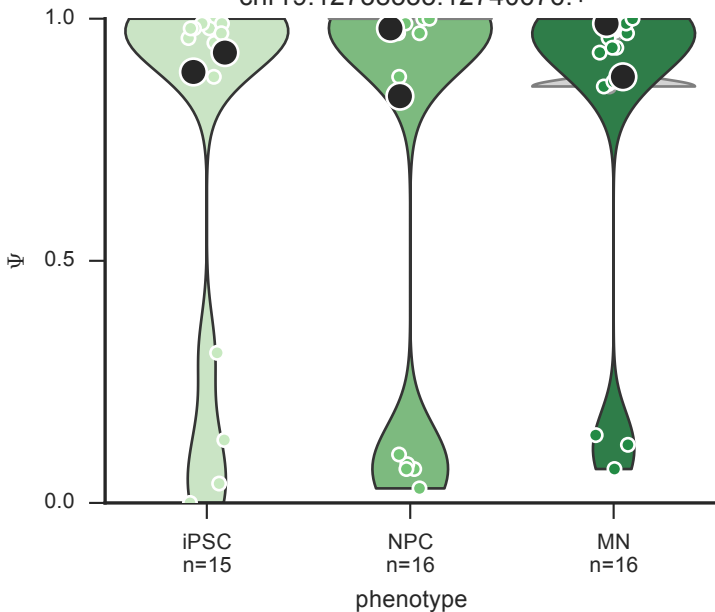 1.0
Ψ 0.5
0.0
iPSC NPC MN
n=15 n=16 n=16
phenotype